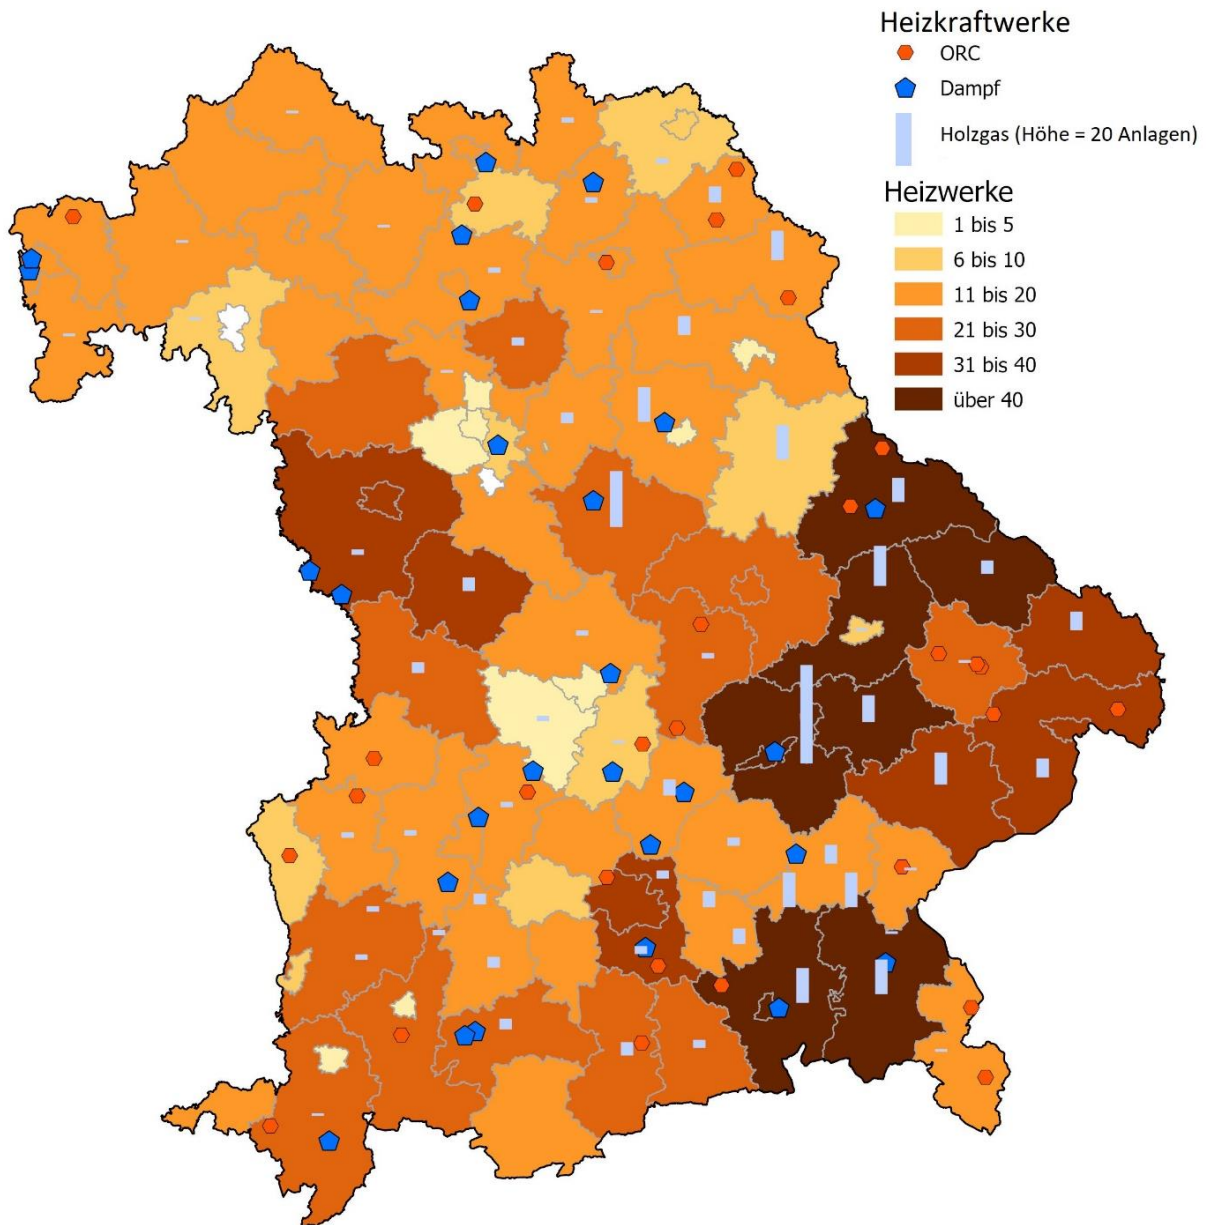 Heizkraftwerke
ORC
Dampf
Holzgas (Höhe = 20 Anlagen)
Heizwerke
1 bis 5
6 bis 10
11 bis 20
21 bis 30
31 bis 40
über 40